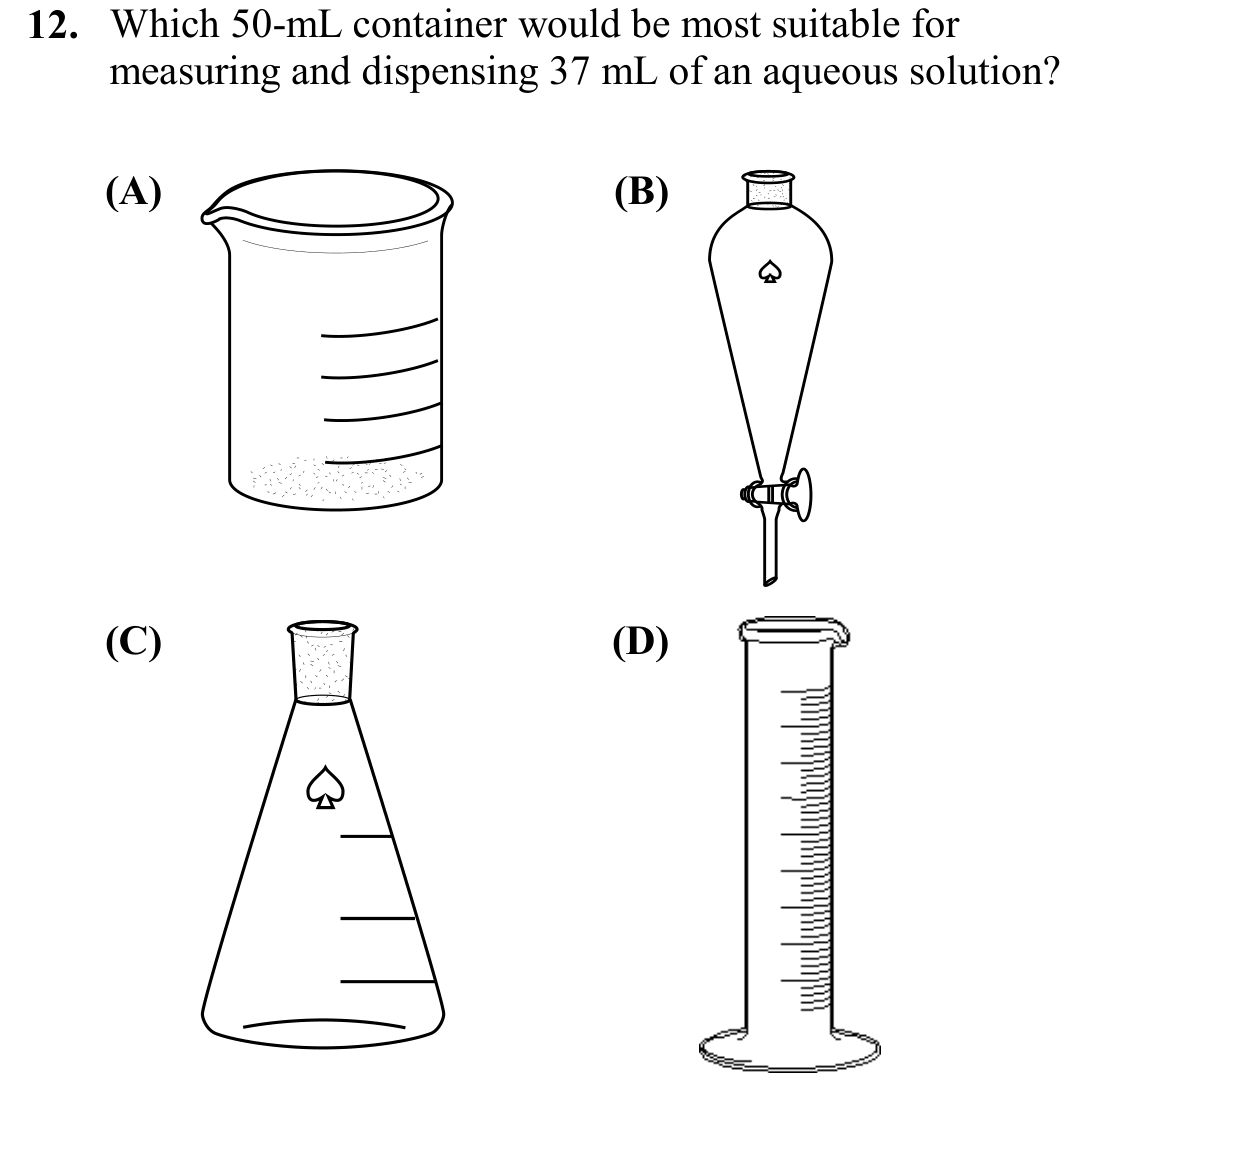 12. Which 50-mL container would be most suitable for
measuring and dispensing 37 mL of an aqueous solution?
(A)
(B)
(C)
(D)